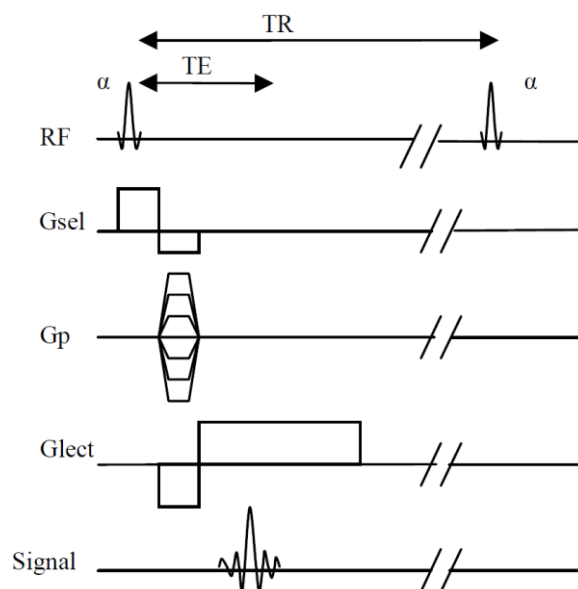 TR
α TE α
RF
Gsel
Gp
Glect
Signal